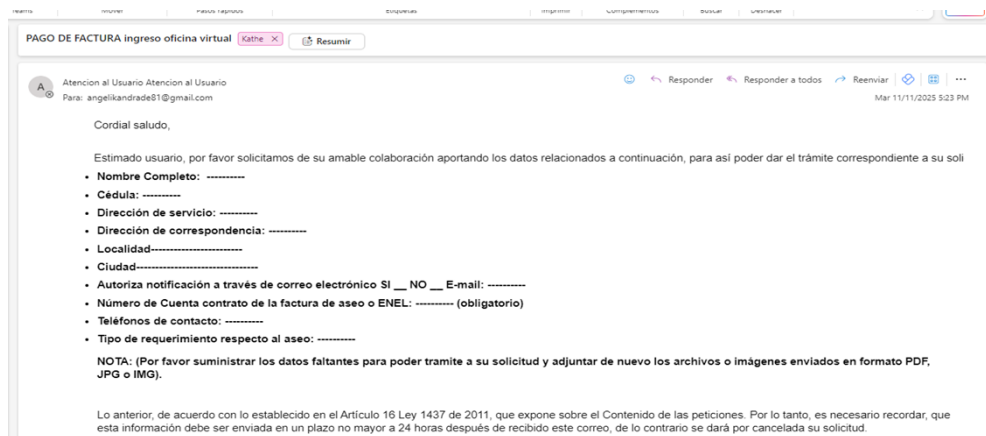 Teams Mover Pasos rápidos Etiquetas Imprimir Complementos Buscar Deshacer
PAGO DE FACTURA ingreso oficina virtual Kathe × Resumir
A Atencion al Usuario Atencion al Usuario Responder Responder a todos Reenviar
Para: angelikandrade81@gmail.com Mar 11/11/2025 5:23 PM
Cordial saludo,
Estimado usuario, por favor solicitamos de su amable colaboración aportando los datos relacionados a continuación, para así poder dar el trámite correspondiente a su soli
• Nombre Completo: ----------
• Cédula: ----------
• Dirección de servicio: ----------
• Dirección de correspondencia: ----------
• Localidad------------------------
• Ciudad--------------------------------
• Autoriza notificación a través de correo electrónico SI __ NO __ E-mail: ----------
• Número de Cuenta contrato de la factura de aseo o ENEL: ---------- (obligatorio)
• Teléfonos de contacto: ----------
• Tipo de requerimiento respecto al aseo: ----------
NOTA: (Por favor suministrar los datos faltantes para poder tramite a su solicitud y adjuntar de nuevo los archivos o imágenes enviados en formato PDF,
JPG o IMG).
Lo anterior, de acuerdo con lo establecido en el Artículo 16 Ley 1437 de 2011, que expone sobre el Contenido de las peticiones. Por lo tanto, es necesario recordar, que
esta información debe ser enviada en un plazo no mayor a 24 horas después de recibido este correo, de lo contrario se dará por cancelada su solicitud.